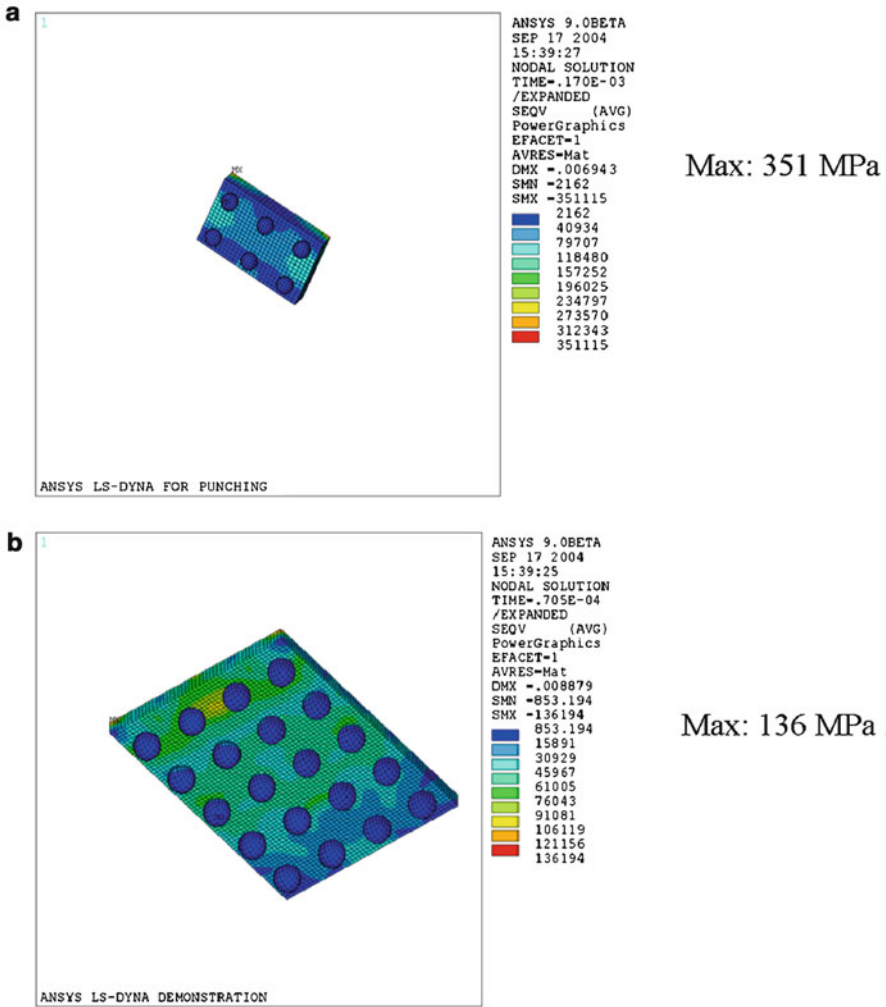 a
1
ANSYS 9.0BETA
SEP 17 2004
15:39:27
NODAL SOLUTION
TIME=.170E-03
/EXPANDED
SEQV (AVG)
PowerGraphics
EFACET=1
AVRES=Mat
DMX =.006943
SMN =2162
SMX =351115
2162
40934
79707
118480
157252
196025
234797
273570
312343
351115
Max: 351 MPa
MX
ANSYS LS-DYNA FOR PUNCHING
b
1
ANSYS 9.0BETA
SEP 17 2004
15:39:25
NODAL SOLUTION
TIME=.705E-04
/EXPANDED
SEQV (AVG)
PowerGraphics
EFACET=1
AVRES=Mat
DMX =.008879
SMN =853.194
SMX =136194
853.194
15891
30929
45967
61005
76043
91081
106119
121156
136194
Max: 136 MPa
ANSYS LS-DYNA DEMONSTRATION